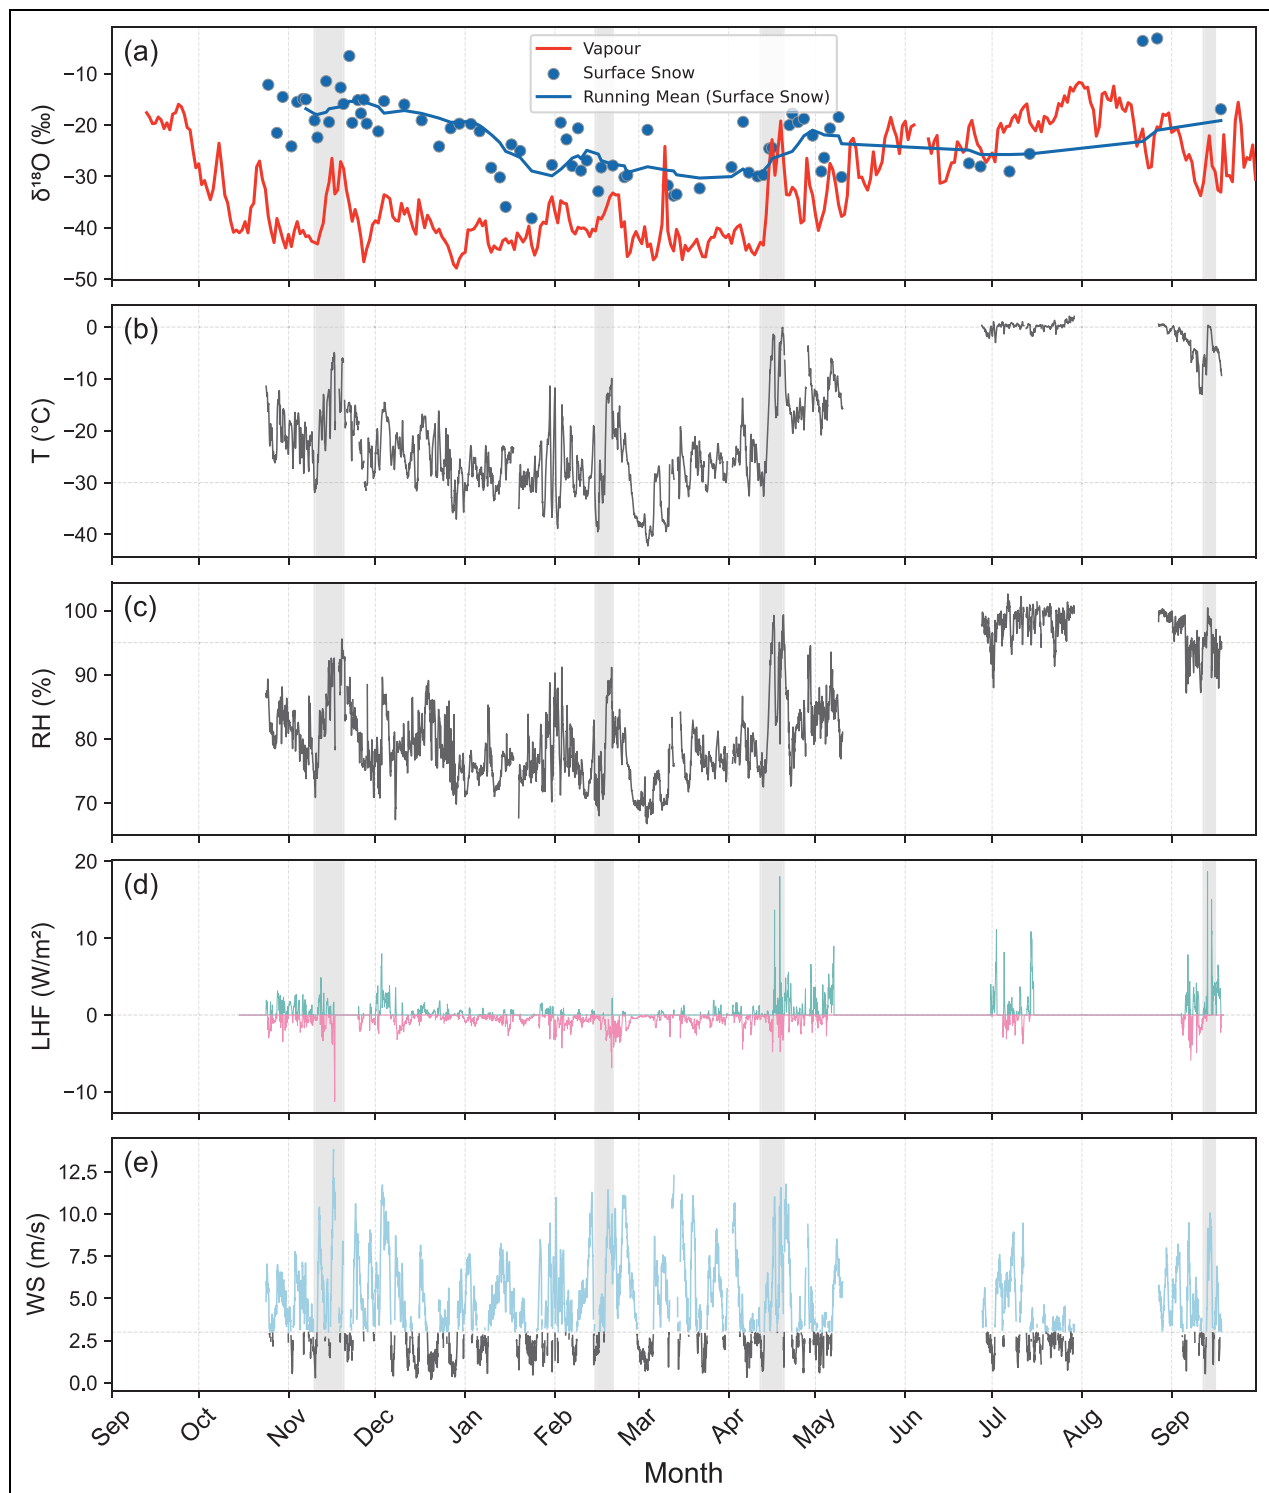 (a)
Vapour
Surface Snow
Running Mean (Surface Snow)
δ¹⁸O (‰)
−10
−20
−30
−40
−50
(b)
T (°C)
0
−10
−20
−30
−40
(c)
RH (%)
100
90
80
70
(d)
LHF (W/m²)
20
10
0
−10
(e)
WS (m/s)
12.5
10.0
7.5
5.0
2.5
0.0
Sep Oct Nov Dec Jan Feb Mar Apr May Jun Jul Aug Sep
Month